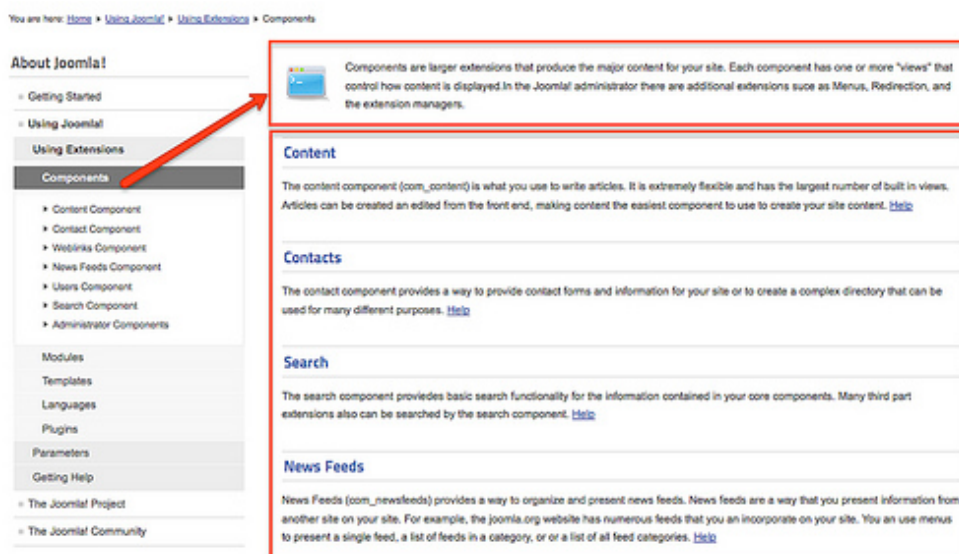 You are here: Home ▸ Using Joomla! ▸ Using Extensions ▸ Components
About Joomla!
Getting Started
Using Joomla!
Using Extensions
Components
Content Component
Contact Component
Weblinks Component
News Feeds Component
Users Component
Search Component
Administrator Components
Modules
Templates
Languages
Plugins
Parameters
Getting Help
The Joomla! Project
The Joomla! Community
Components are larger extensions that produce the major content for your site. Each component has one or more "views" that
control how content is displayed.In the Joomla! administrator there are additional extensions suce as Menus, Redirection, and
the extension managers.
Content
The content component (com_content) is what you use to write articles. It is extremely flexible and has the largest number of built in views.
Articles can be created an edited from the front end, making content the easiest component to use to create your site content. Help
Contacts
The contact component provides a way to provide contact forms and information for your site or to create a complex directory that can be
used for many different purposes. Help
Search
The search component proviedes basic search functionality for the information contained in your core components. Many third part
extensions also can be searched by the search component. Help
News Feeds
News Feeds (com_newsfeeds) provides a way to organize and present news feeds. News feeds are a way that you present information from
another site on your site. For example, the joomla.org website has numerous feeds that you an incorporate on your site. You an use menus
to present a single feed, a list of feeds in a category, or or a list of all feed categories. Help